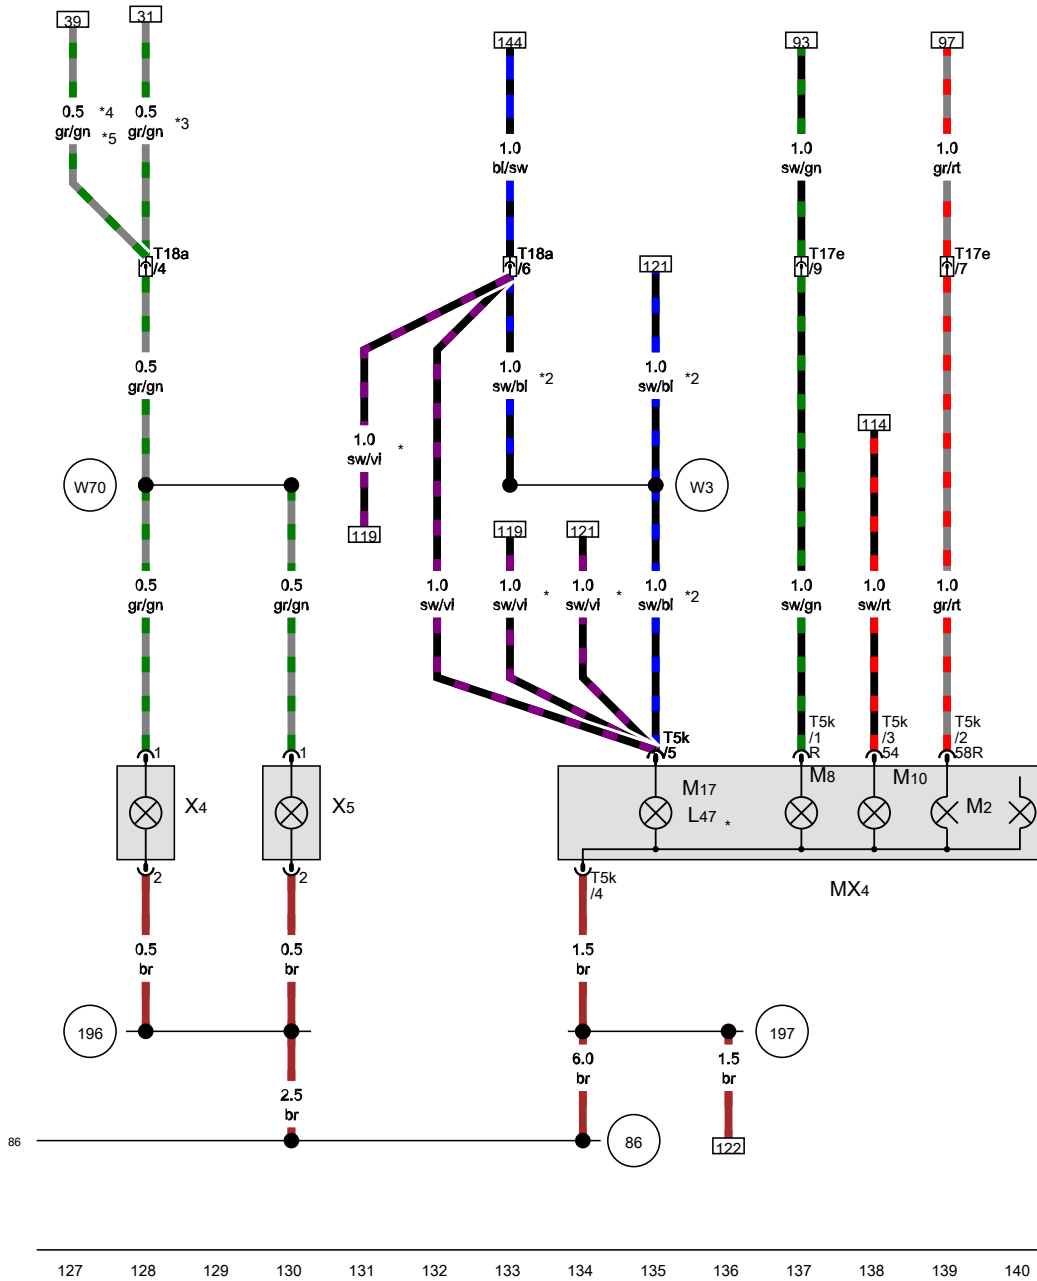 39
31
144
93
97
0.5
gr/gn
*4
*5
0.5
gr/gn
*3
1.0
bl/sw
1.0
sw/gn
1.0
gr/rt
T18a
/4
T18a
/6
121
T17e
/9
T17e
/7
0.5
gr/gn
1.0
sw/bl
*2
1.0
sw/bl
*2
114
1.0
sw/vi
*
W70
W3
119
119
121
0.5
gr/gn
0.5
gr/gn
1.0
sw/vi
1.0
sw/vi
*
1.0
sw/vi
*
1.0
sw/bl
*2
1.0
sw/gn
1.0
sw/rt
1.0
gr/rt
1
1
T5k
/5
T5k
/1
R
T5k
/3
54
T5k
/2
58R
X4
X5
M17
L47 *
M8
M10
M2
2
2
T5k
/4
MX4
0.5
br
0.5
br
1.5
br
196
197
2.5
br
6.0
br
1.5
br
86
86
122
127 128 129 130 131 132 133 134 135 136 137 138 139 140